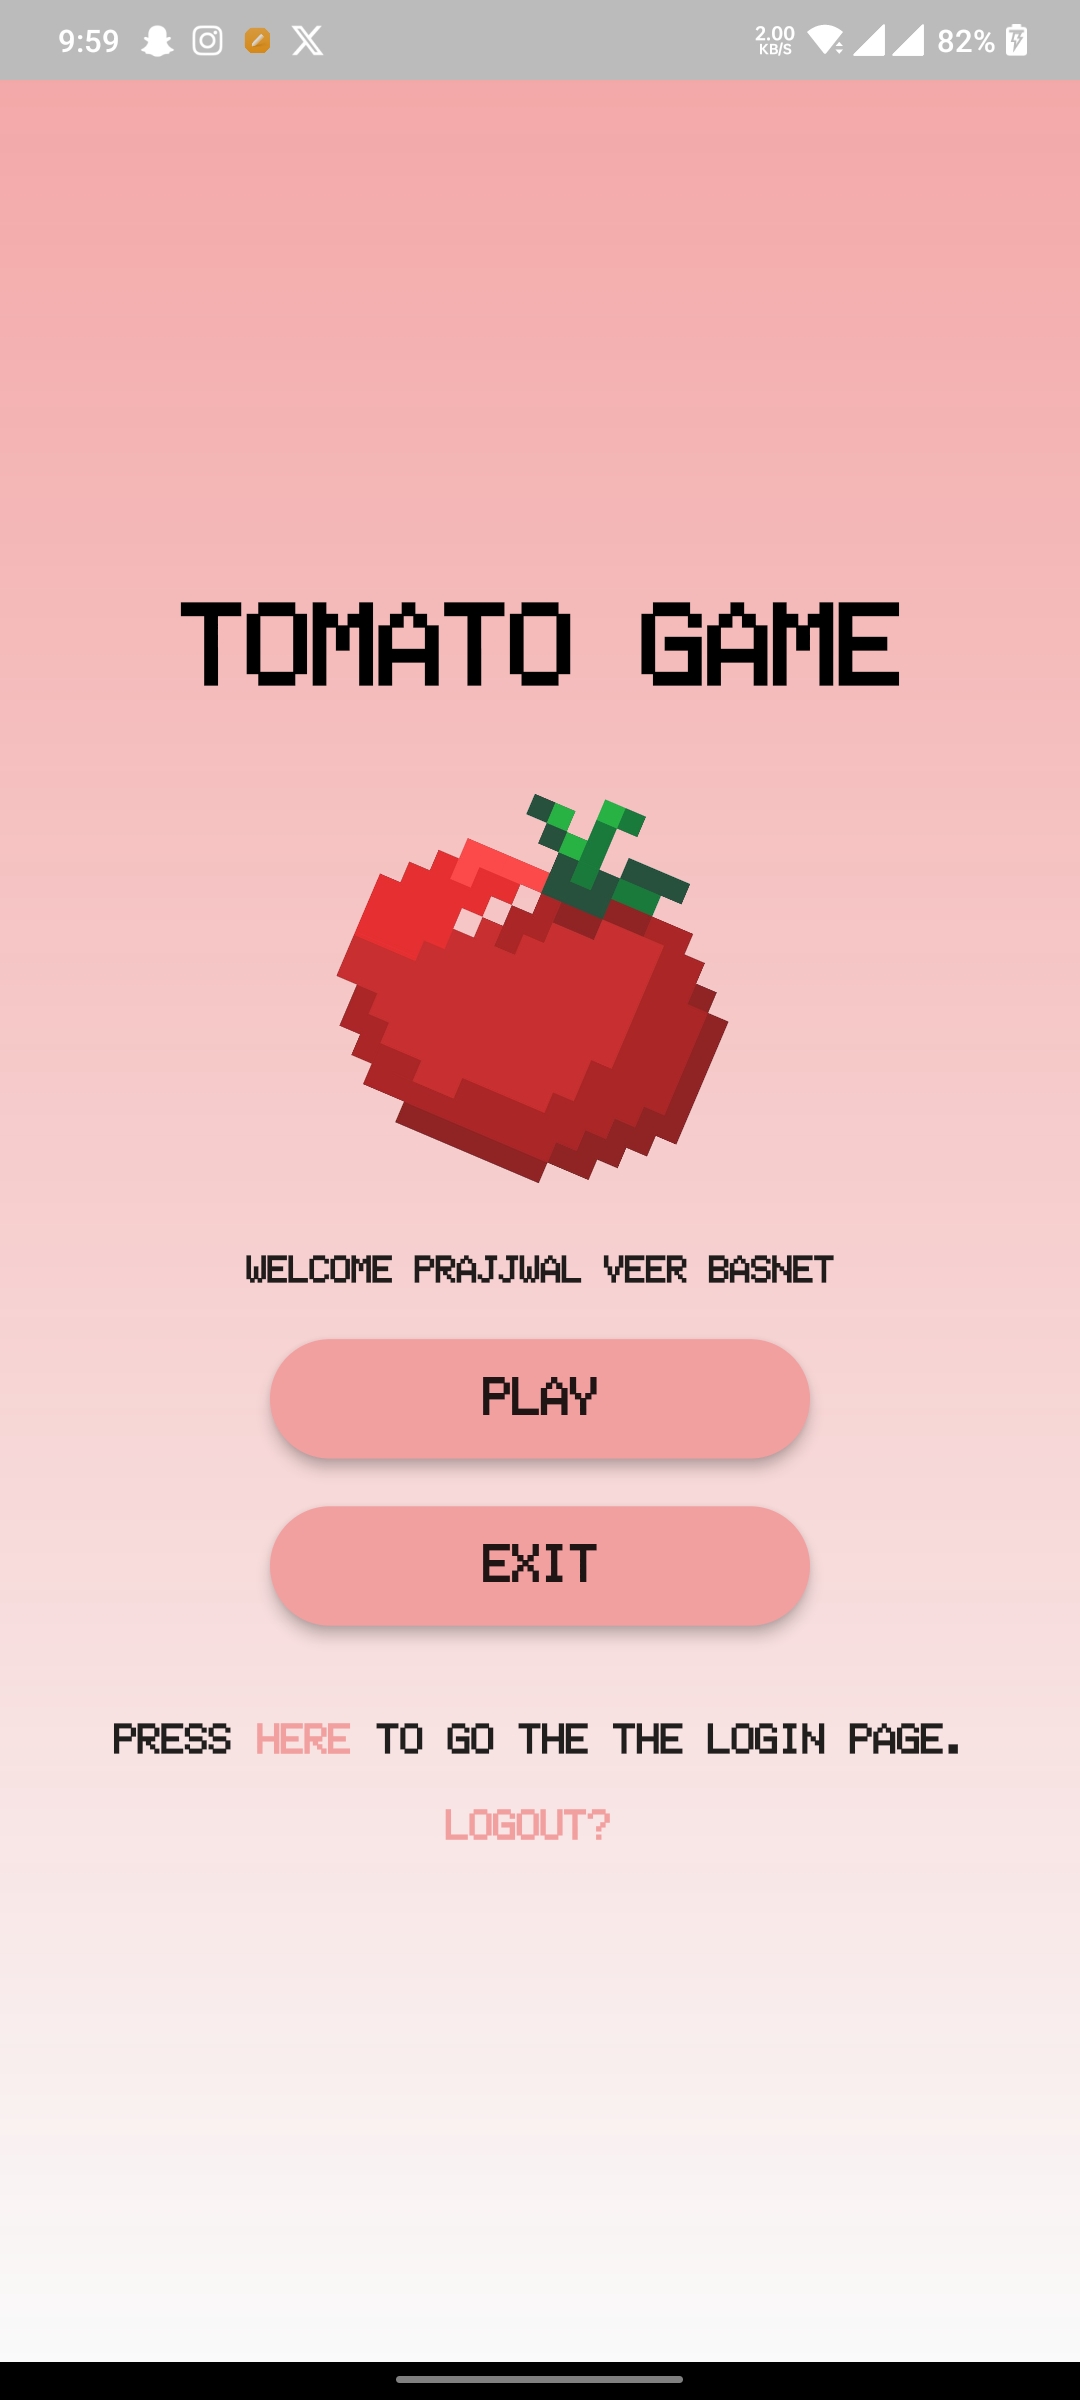 9:59
2.00
KB/S
82%
TOMATO GAME
WELCOME PRAJJWAL VEER BASNET
PLAY
EXIT
PRESS HERE TO GO THE THE LOGIN PAGE.
LOGOUT?